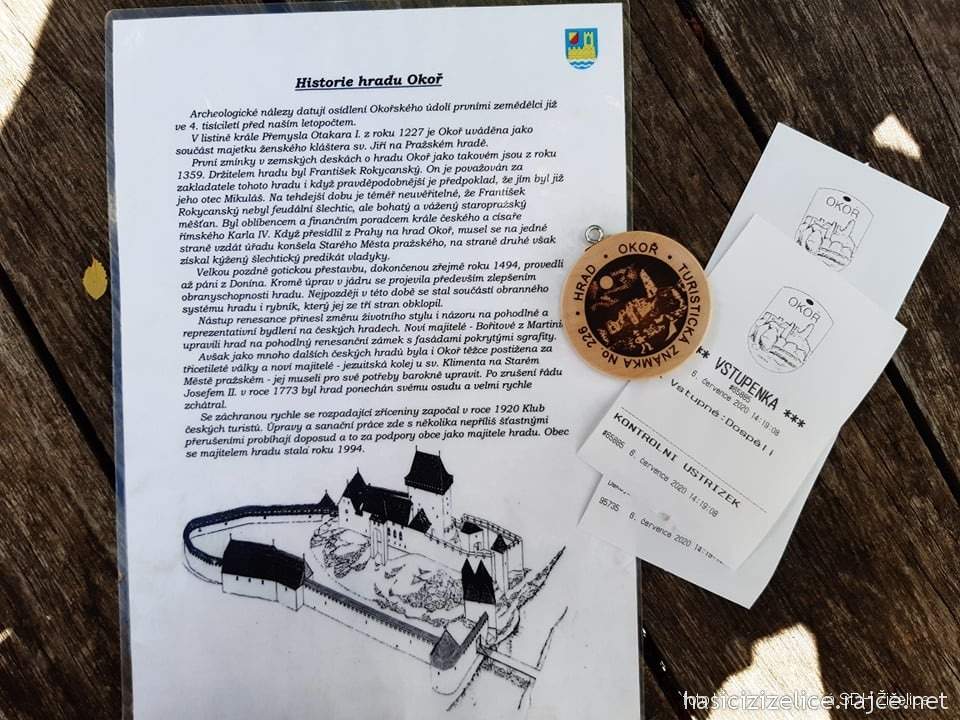 Historie hradu Okoř
Archeologické nálezy datují osídlení Okořského údolí prvními zemědělci již
ve 4. tisíciletí před naším letopočtem.
V listině krále Přemysla Otakara I. z roku 1227 je Okoř uváděna jako
součást majetku ženského kláštera sv. Jiří na Pražském hradě.
První zmínky v zemských deskách o hradu Okoř jako takovém jsou z roku
1359. Držitelem hradu byl František Rokycanský. On je považován za
zakladatele tohoto hradu i když pravděpodobnější je předpoklad, že jím byl již
jeho otec Mikuláš. Na tehdejší dobu je téměř neuvěřitelné, že František
Rokycanský nebyl feudální šlechtic, ale bohatý a vážený staropražský
měšťan. Byl oblíbencem a finančním poradcem krále českého a císaře
římského Karla IV. Když přesídlil z Prahy na hrad Okoř, musel se na jedné
straně vzdát úřadu konšela Starého Města pražského, na straně druhé však
získal kýžený šlechtický predikát vladyky.
Velkou pozdně gotickou přestavbu, dokončenou zřejmě roku 1494, provedli
až páni z Donína. Kromě úprav v jádru se projevila především zlepšením
obranyschopnosti hradu. Nejpozději v této době se stal součástí obranného
systému hradu i rybník, který jej ze tří stran obklopil.
Nástup renesance přinesl změnu životního stylu i názoru na pohodlné a
reprezentativní bydlení na českých hradech. Noví majitelé - Bořitové z Martini
upravili hrad na pohodlný renesanční zámek s fasádami pokrytými sgrafity.
Avšak jako mnoho dalších českých hradů byla i Okoř těžce postižena za
třicetileté války a noví majitelé - jezuitská kolej u sv. Klimenta na Starém
Městě pražském - jej museli pro své potřeby barokně upravit. Po zrušení řádu
Josefem II. v roce 1773 byl hrad ponechán svému osudu a velmi rychle
zchátral.
Se záchranou rychle se rozpadající zříceniny započal v roce 1920 Klub
českých turistů. Úpravy a sanační práce zde s několika nepříliš šťastnými
přerušeními probíhají doposud a to za podpory obce jako majitele hradu. Obec
se majitelem hradu stala roku 1994.
HRAD • OKOŘ • TURISTICKÁ ZNÁMKA No. 226 •
OKOŘ
OKOŘ
** VSTUPENKA ***
#85885
6. července 2020 14:19:08
Vstupné:Dospělí
KONTROLNÍ ÚSTŘIŽEK
#85885 6. července 2020 14:19:08
95735 6. července 2020 14:19:
hasicizizelice.rajce.net